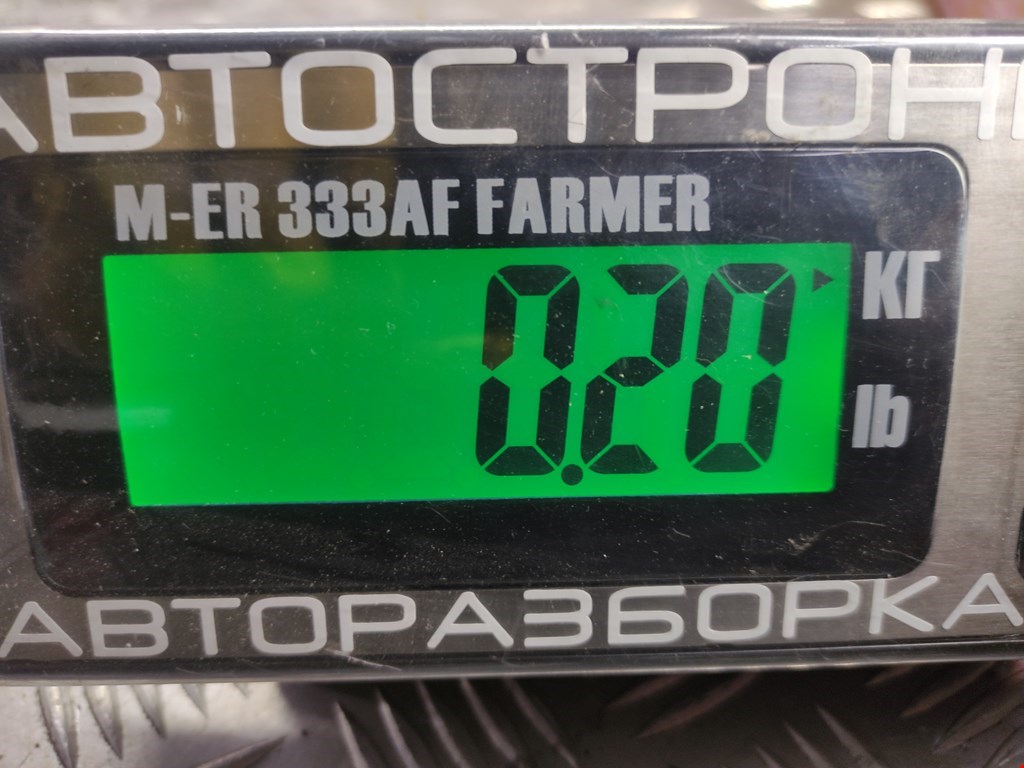 АВТОСТРОН
M-ER 333AF FARMER
0.20
КГ
lb
АВТОРАЗБОРКА